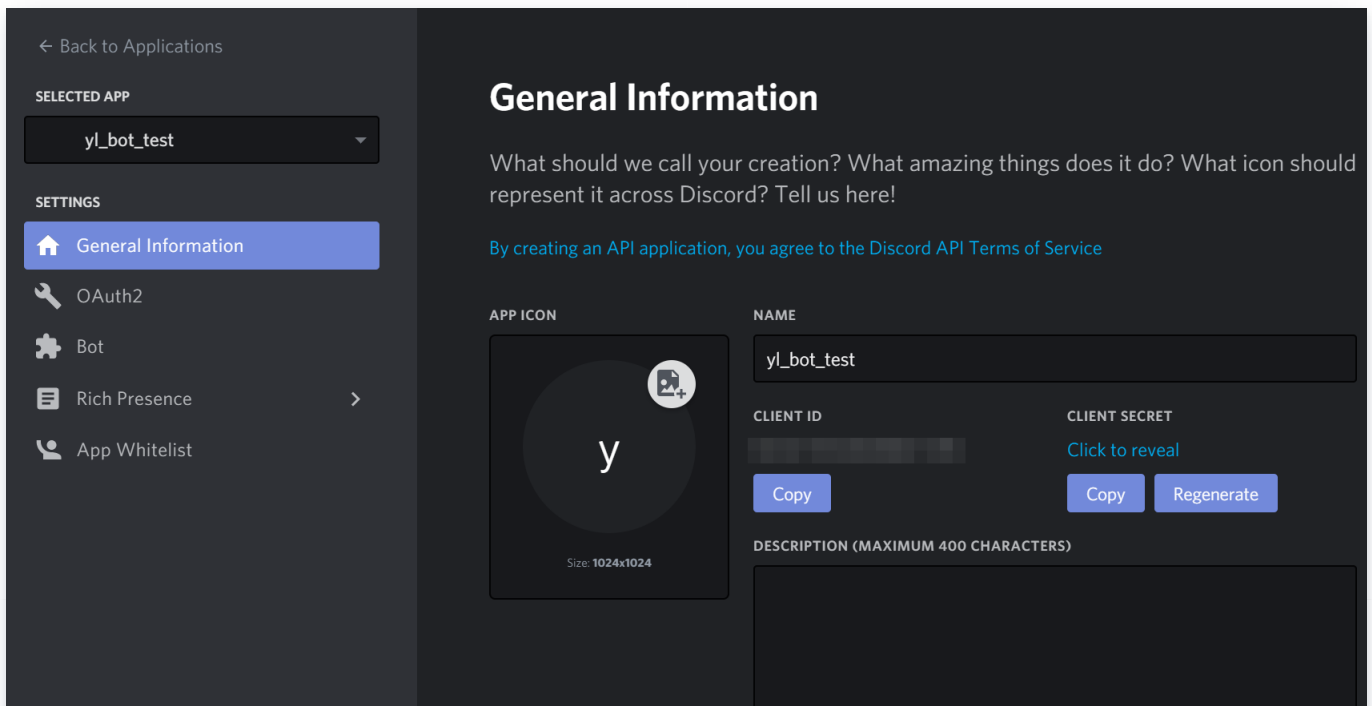 ← Back to Applications
SELECTED APP
yl_bot_test
SETTINGS
General Information
OAuth2
Bot
Rich Presence
App Whitelist
General Information
What should we call your creation? What amazing things does it do? What icon should
represent it across Discord? Tell us here!
By creating an API application, you agree to the Discord API Terms of Service
APP ICON
y
Size: 1024x1024
NAME
yl_bot_test
CLIENT ID
Copy
CLIENT SECRET
Click to reveal
Copy Regenerate
DESCRIPTION (MAXIMUM 400 CHARACTERS)